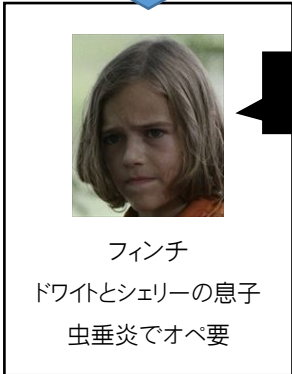 フィンチ
ドワイトとシェリーの息子
虫垂炎でオペ要